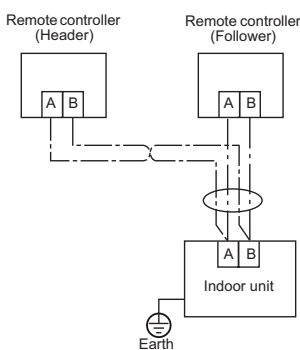 Remote controller
(Header)
Remote controller
(Follower)
A B
A B
A B
Indoor unit
Earth